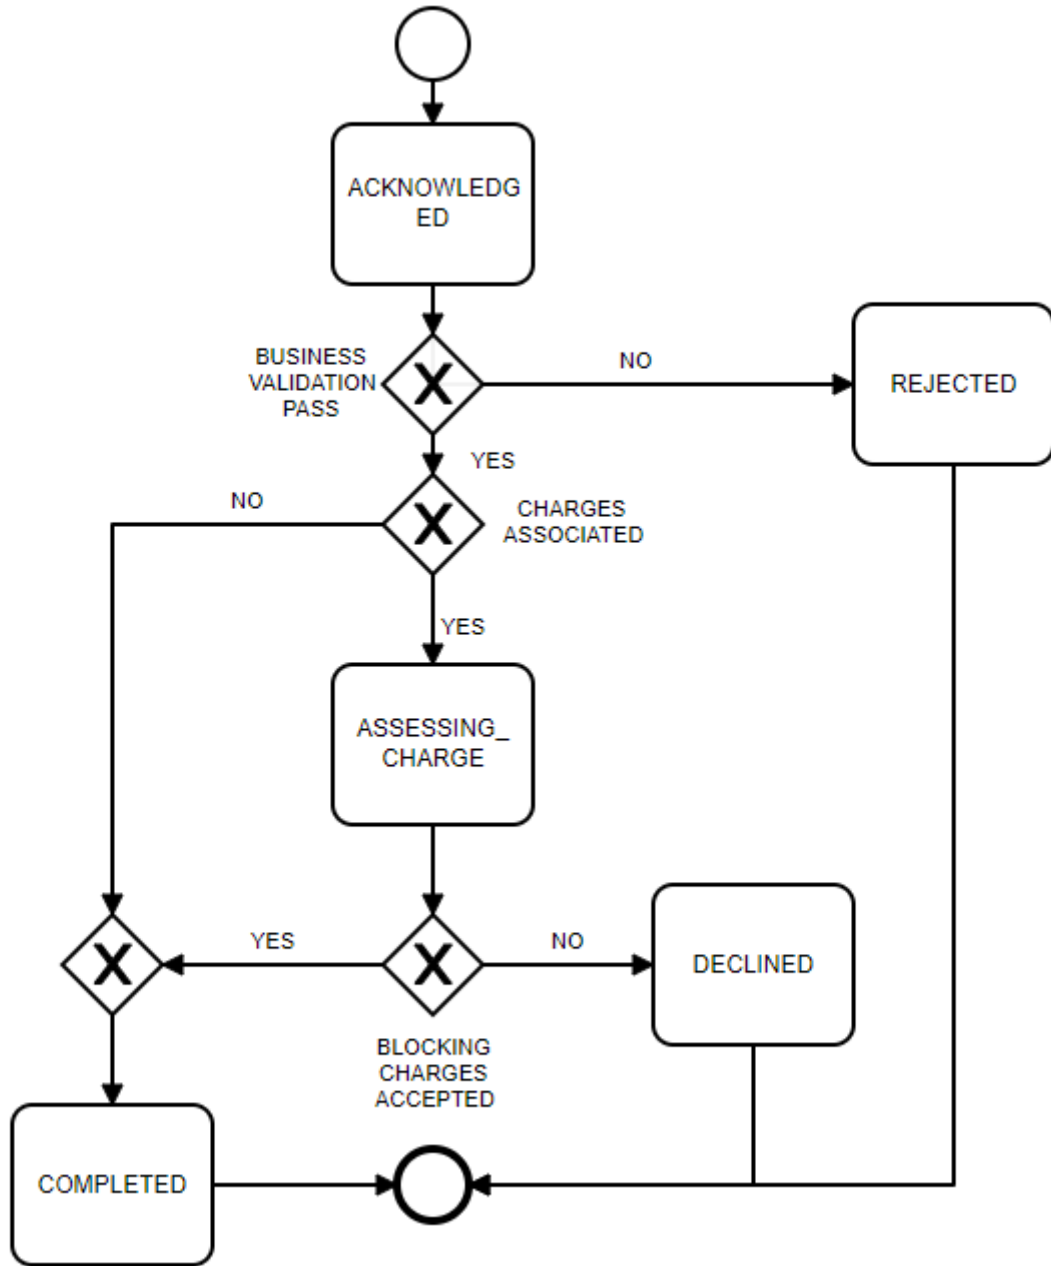 ACKNOWLEDG
ED
BUSINESS
VALIDATION
PASS
NO
REJECTED
YES
NO
CHARGES
ASSOCIATED
YES
ASSESSING_
CHARGE
YES
NO
DECLINED
BLOCKING
CHARGES
ACCEPTED
COMPLETED